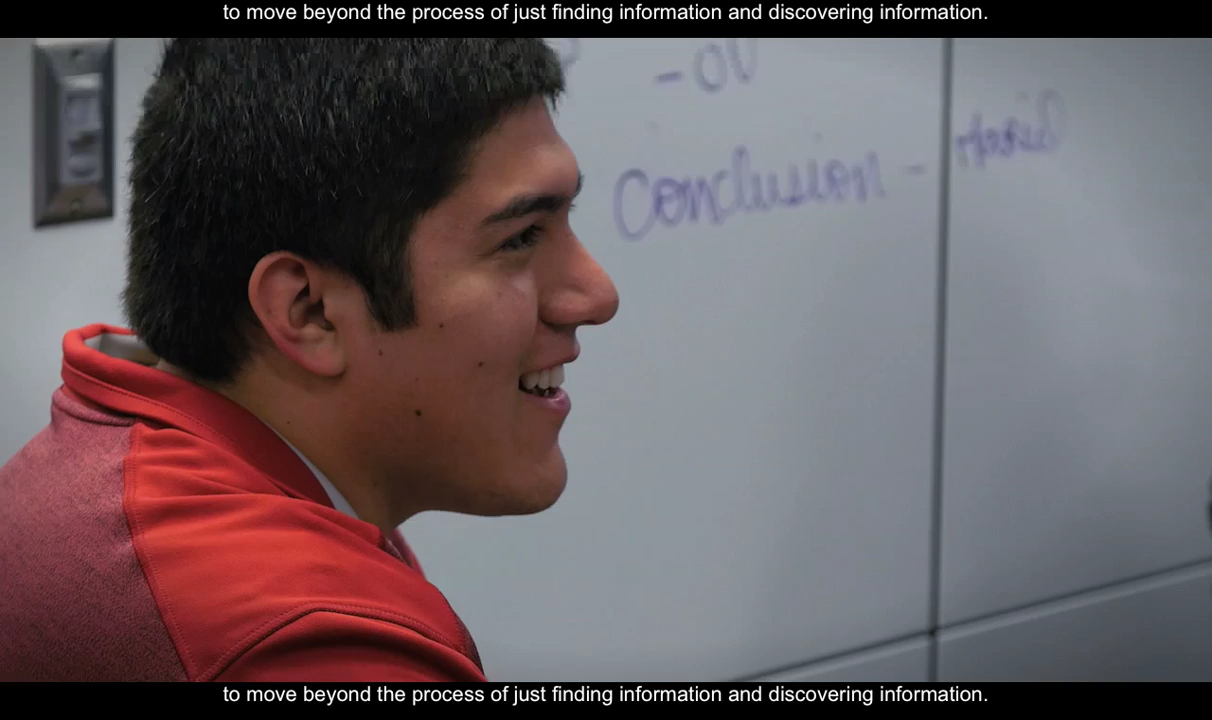 to move beyond the process of just finding information and discovering information.
Conclusion -
to move beyond the process of just finding information and discovering information.